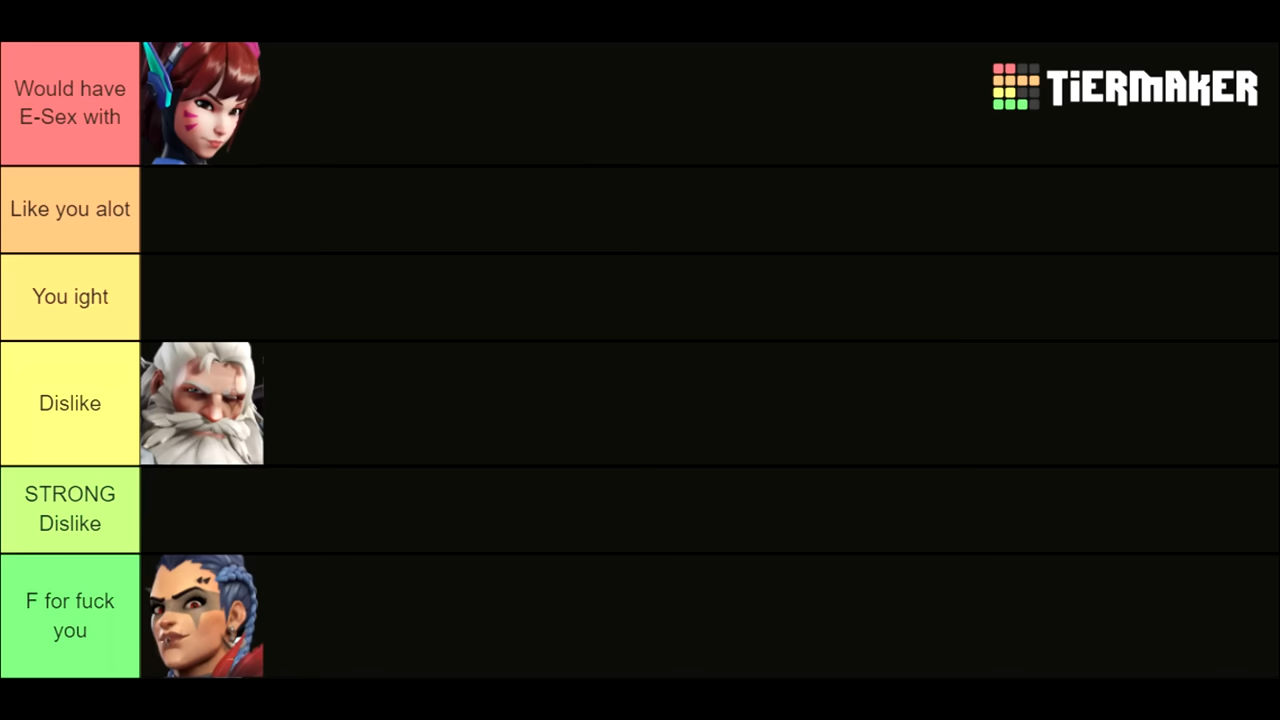 Would have
E-Sex with
TiERMAKER
Like you alot
You ight
Dislike
STRONG
Dislike
F for fuck
you